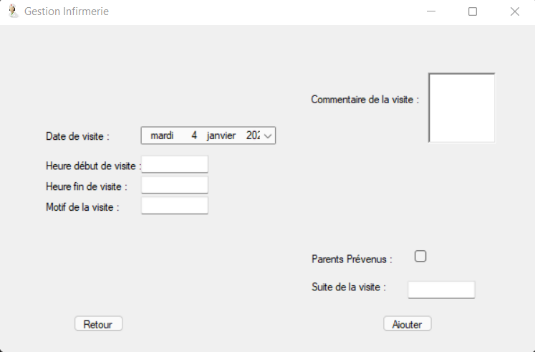 Gestion Infirmerie
Commentaire de la visite :
Date de visite :
mardi 4 janvier 202
Heure début de visite :
Heure fin de visite :
Motif de la visite :
Parents Prévenus :
Suite de la visite :
Retour
Ajouter